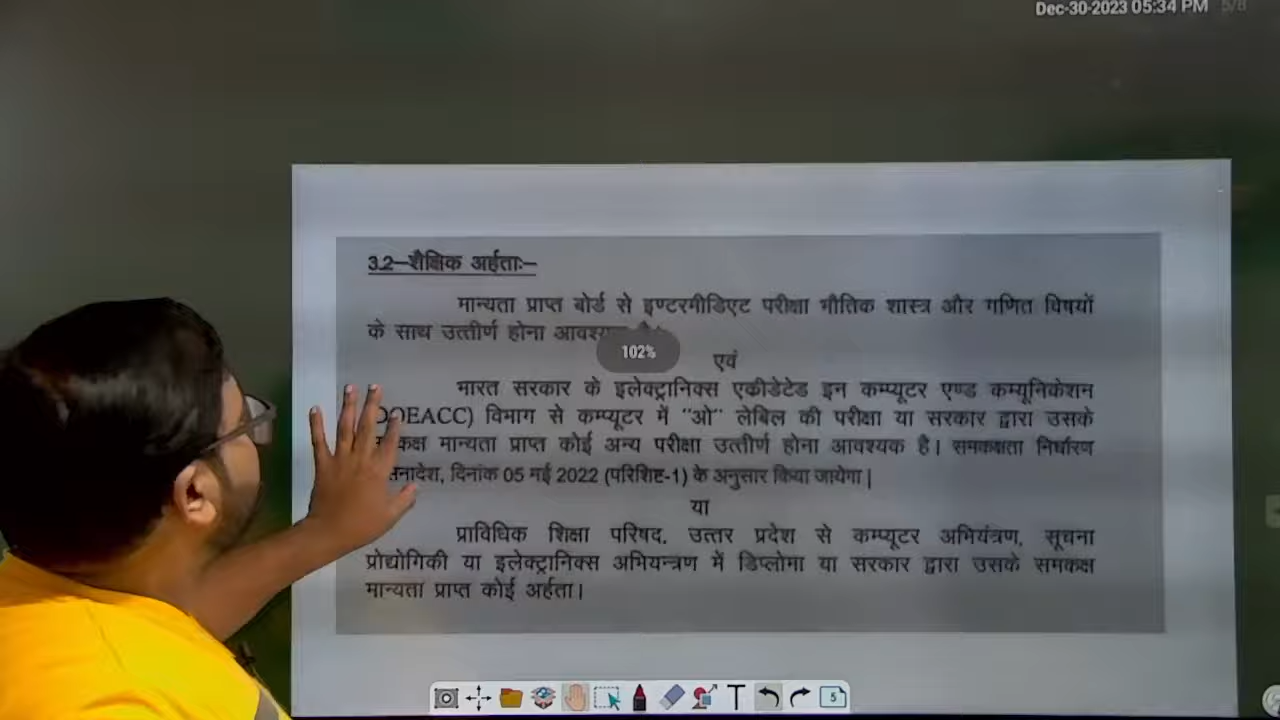 Dec-30-2023 05:34 PM 5/8
3.2–शैक्षिक अर्हताः–
मान्यता प्राप्त बोर्ड से इण्टरमीडिएट परीक्षा भौतिक शास्त्र और गणित विषयों
के साथ उत्तीर्ण होना
102%
एवं
भारत सरकार के इलेक्ट्रानिक्स एक्रीडेटेड इन कम्प्यूटर एण्ड कम्यूनिकेशन
विभाग से कम्प्यूटर में "ओ" लेबिल की परीक्षा या सरकार द्वारा उसके
मान्यता प्राप्त कोई अन्य परीक्षा उत्तीर्ण होना आवश्यक है। समकक्षता निर्धारण
दिनांक 05 मई 2022 (परिशिष्ट-1) के अनुसार किया जायेगा।
या
प्राविधिक शिक्षा परिषद, उत्तर प्रदेश से कम्प्यूटर अभियंत्रण, सूचना
प्रोद्योगिकी या इलेक्ट्रानिक्स अभियन्त्रण में डिप्लोमा या सरकार द्वारा उसके समकक्ष
मान्यता प्राप्त कोई अर्हता।
T 5